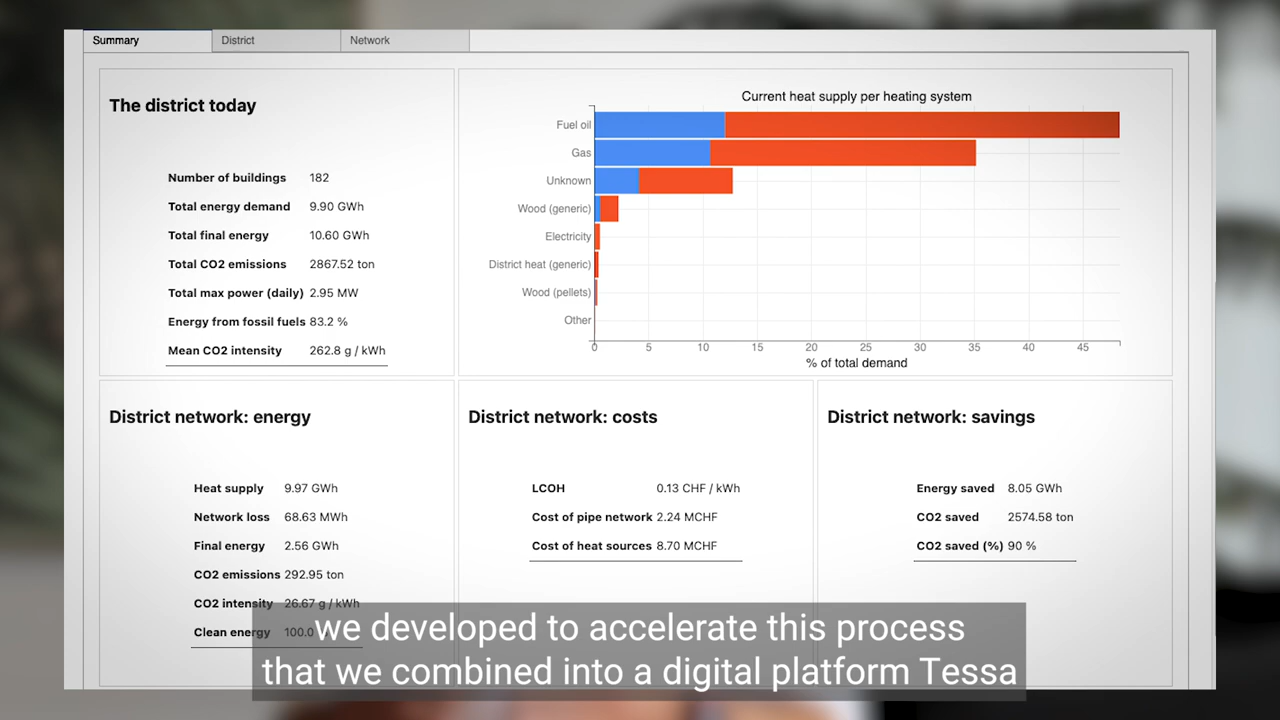 Summary
District
Network
The district today
Number of buildings 182
Total energy demand 9.90 GWh
Total final energy 10.60 GWh
Total CO2 emissions 2867.52 ton
Total max power (daily) 2.95 MW
Energy from fossil fuels 83.2 %
Mean CO2 intensity 262.8 g / kWh
Current heat supply per heating system
Fuel oil
Gas
Unknown
Wood (generic)
Electricity
District heat (generic)
Wood (pellets)
Other
0 5 10 15 20 25 30 35 40 45
% of total demand
District network: energy
Heat supply 9.97 GWh
Network loss 68.63 MWh
Final energy 2.56 GWh
CO2 emissions 292.95 ton
CO2 intensity 26.67 g / kWh
Clean energy 100.0
District network: costs
LCOH 0.13 CHF / kWh
Cost of pipe network 2.24 MCHF
Cost of heat sources 8.70 MCHF
District network: savings
Energy saved 8.05 GWh
CO2 saved 2574.58 ton
CO2 saved (%) 90 %
we developed to accelerate this process
that we combined into a digital platform Tessa